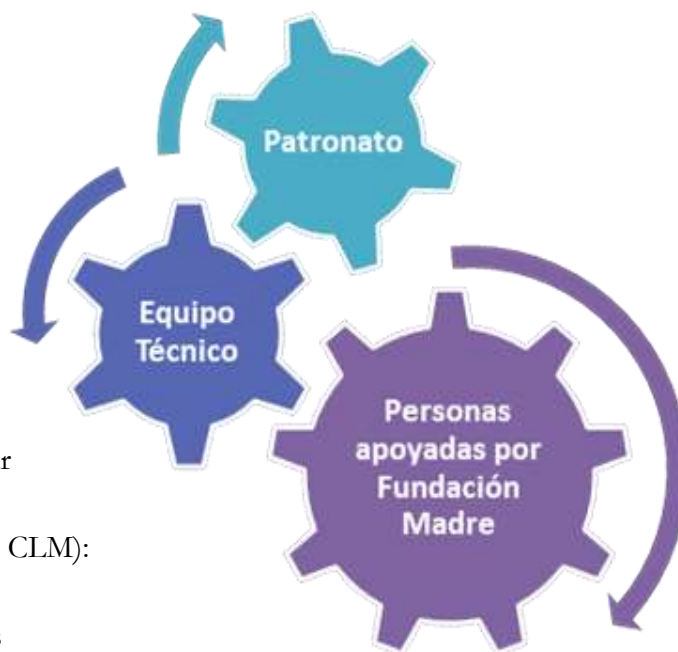 Patronato
Equipo
Técnico
Personas
apoyadas por
Fundación
Madre
r
CLM):
s